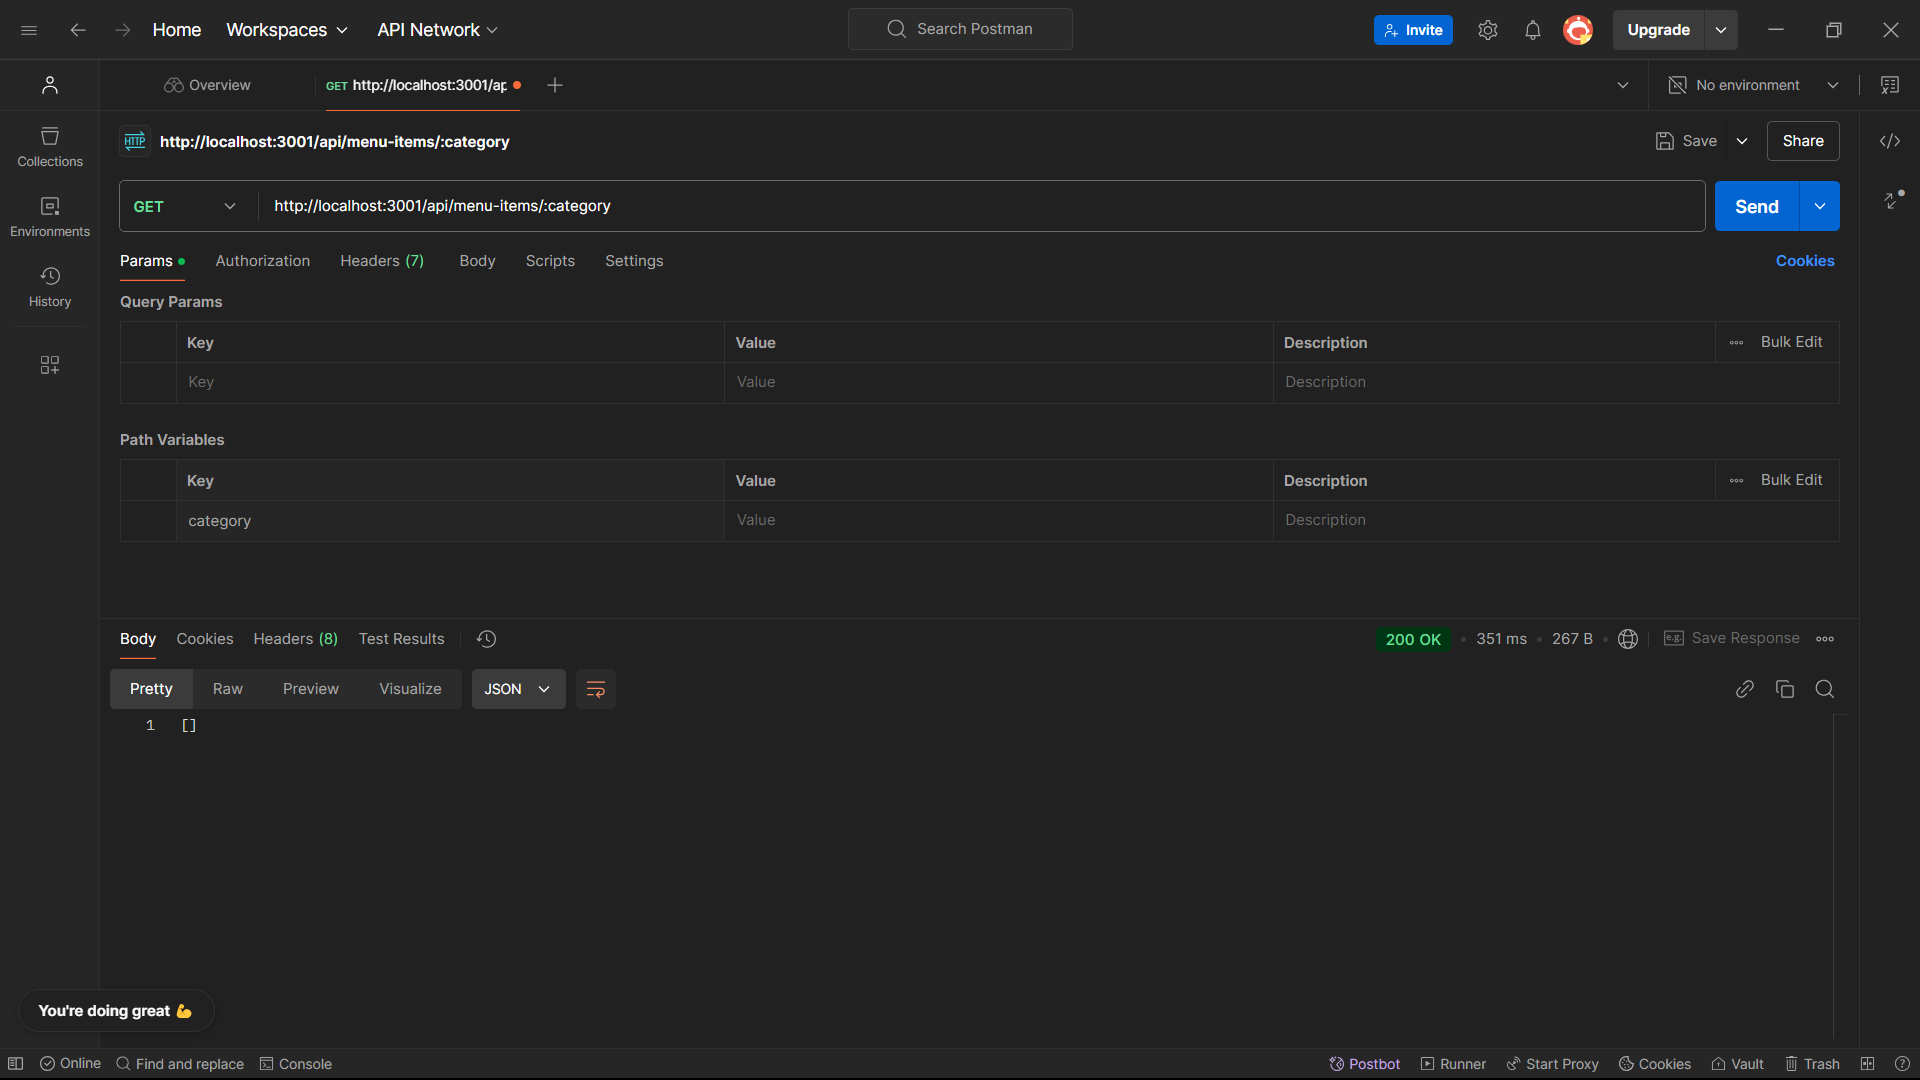 Home Workspaces API Network Search Postman Invite Upgrade
Overview GET http://localhost:3001/ap No environment
HTTP http://localhost:3001/api/menu-items/:category Save Share
Collections
GET http://localhost:3001/api/menu-items/:category Send
Environments
Params Authorization Headers (7) Body Scripts Settings Cookies
History
Query Params
Key Value Description Bulk Edit
Key Value Description
Path Variables
Key Value Description Bulk Edit
category Value Description
Body Cookies Headers (8) Test Results 200 OK 351 ms 267 B e.g. Save Response
Pretty Raw Preview Visualize JSON
1 []
You're doing great 💪
Online Find and replace Console Postbot Runner Start Proxy Cookies Vault Trash